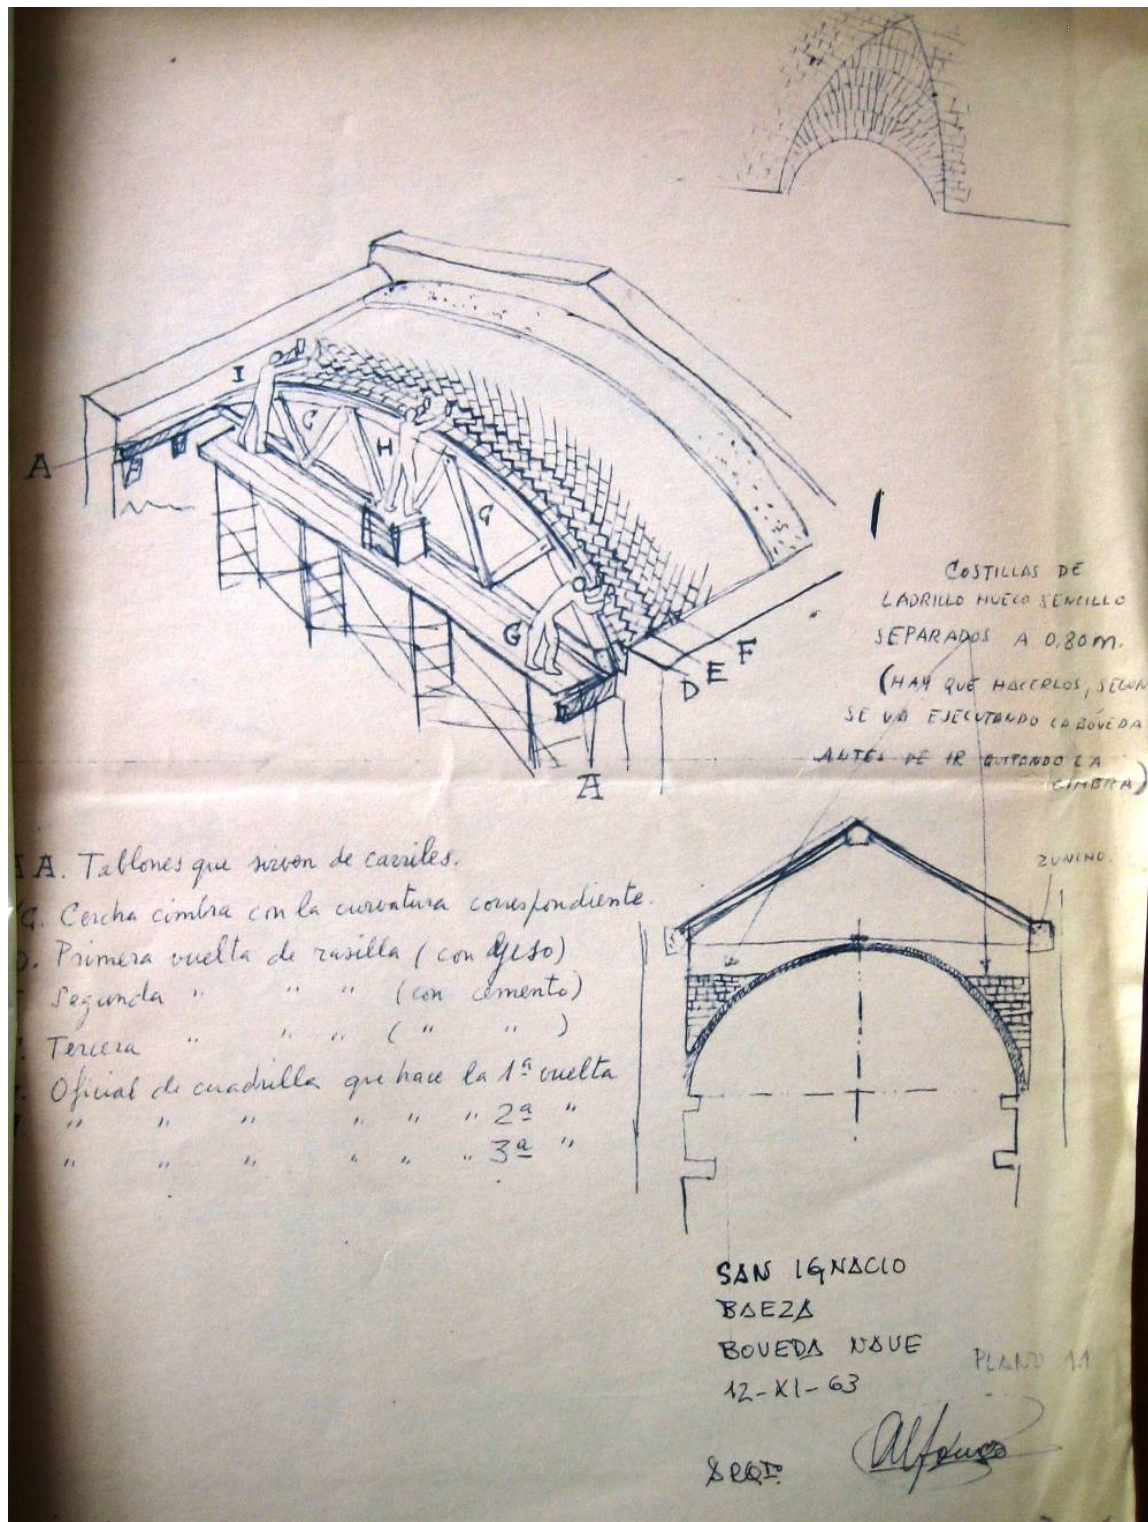 I
C
H
G
G
A
F
E
D
A
COSTILLAS DE
LADRILLO HUECO SENCILLO
SEPARADOS A 0,80 M.
(HAY QUE HACERLOS, SEGUN
SE VA EJECUTANDO LA BÓVEDA
ANTES DE IR QUITANDO LA
CIMBRA)
A. Tablones que sirven de carriles.
Cercha cimbra con la curvatura correspondiente.
Primera vuelta de rasilla (con yeso)
Segunda " " " (con cemento)
Tercera " " " ( " " )
Oficial de cuadrilla que hace la 1ª vuelta
" " " " " " 2ª "
" " " " " " 3ª "
ZUNCHO.
SAN IGNACIO
BAEZA
BOVEDA NAVE
12-XI-63
PLANO 11
Alfonso